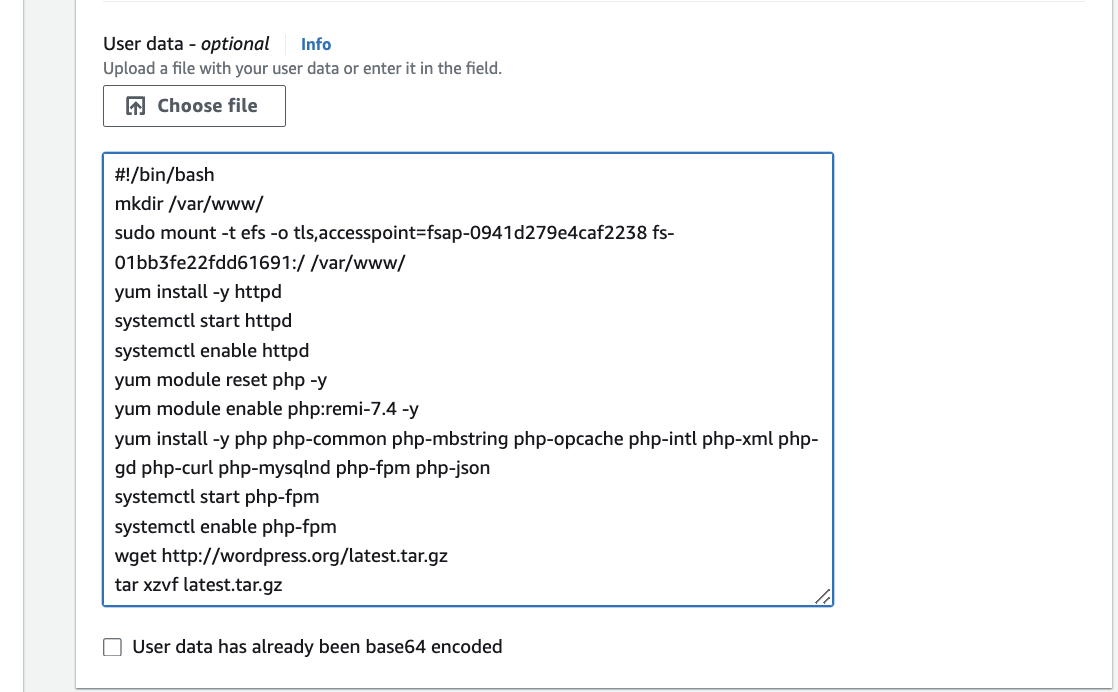 User data - optional Info
Upload a file with your user data or enter it in the field.
Choose file
#!/bin/bash
mkdir /var/www/
sudo mount -t efs -o tls,accesspoint=fsap-0941d279e4caf2238 fs-
01bb3fe22fdd61691:/ /var/www/
yum install -y httpd
systemctl start httpd
systemctl enable httpd
yum module reset php -y
yum module enable php:remi-7.4 -y
yum install -y php php-common php-mbstring php-opcache php-intl php-xml php-
gd php-curl php-mysqlnd php-fpm php-json
systemctl start php-fpm
systemctl enable php-fpm
wget http://wordpress.org/latest.tar.gz
tar xzvf latest.tar.gz
User data has already been base64 encoded